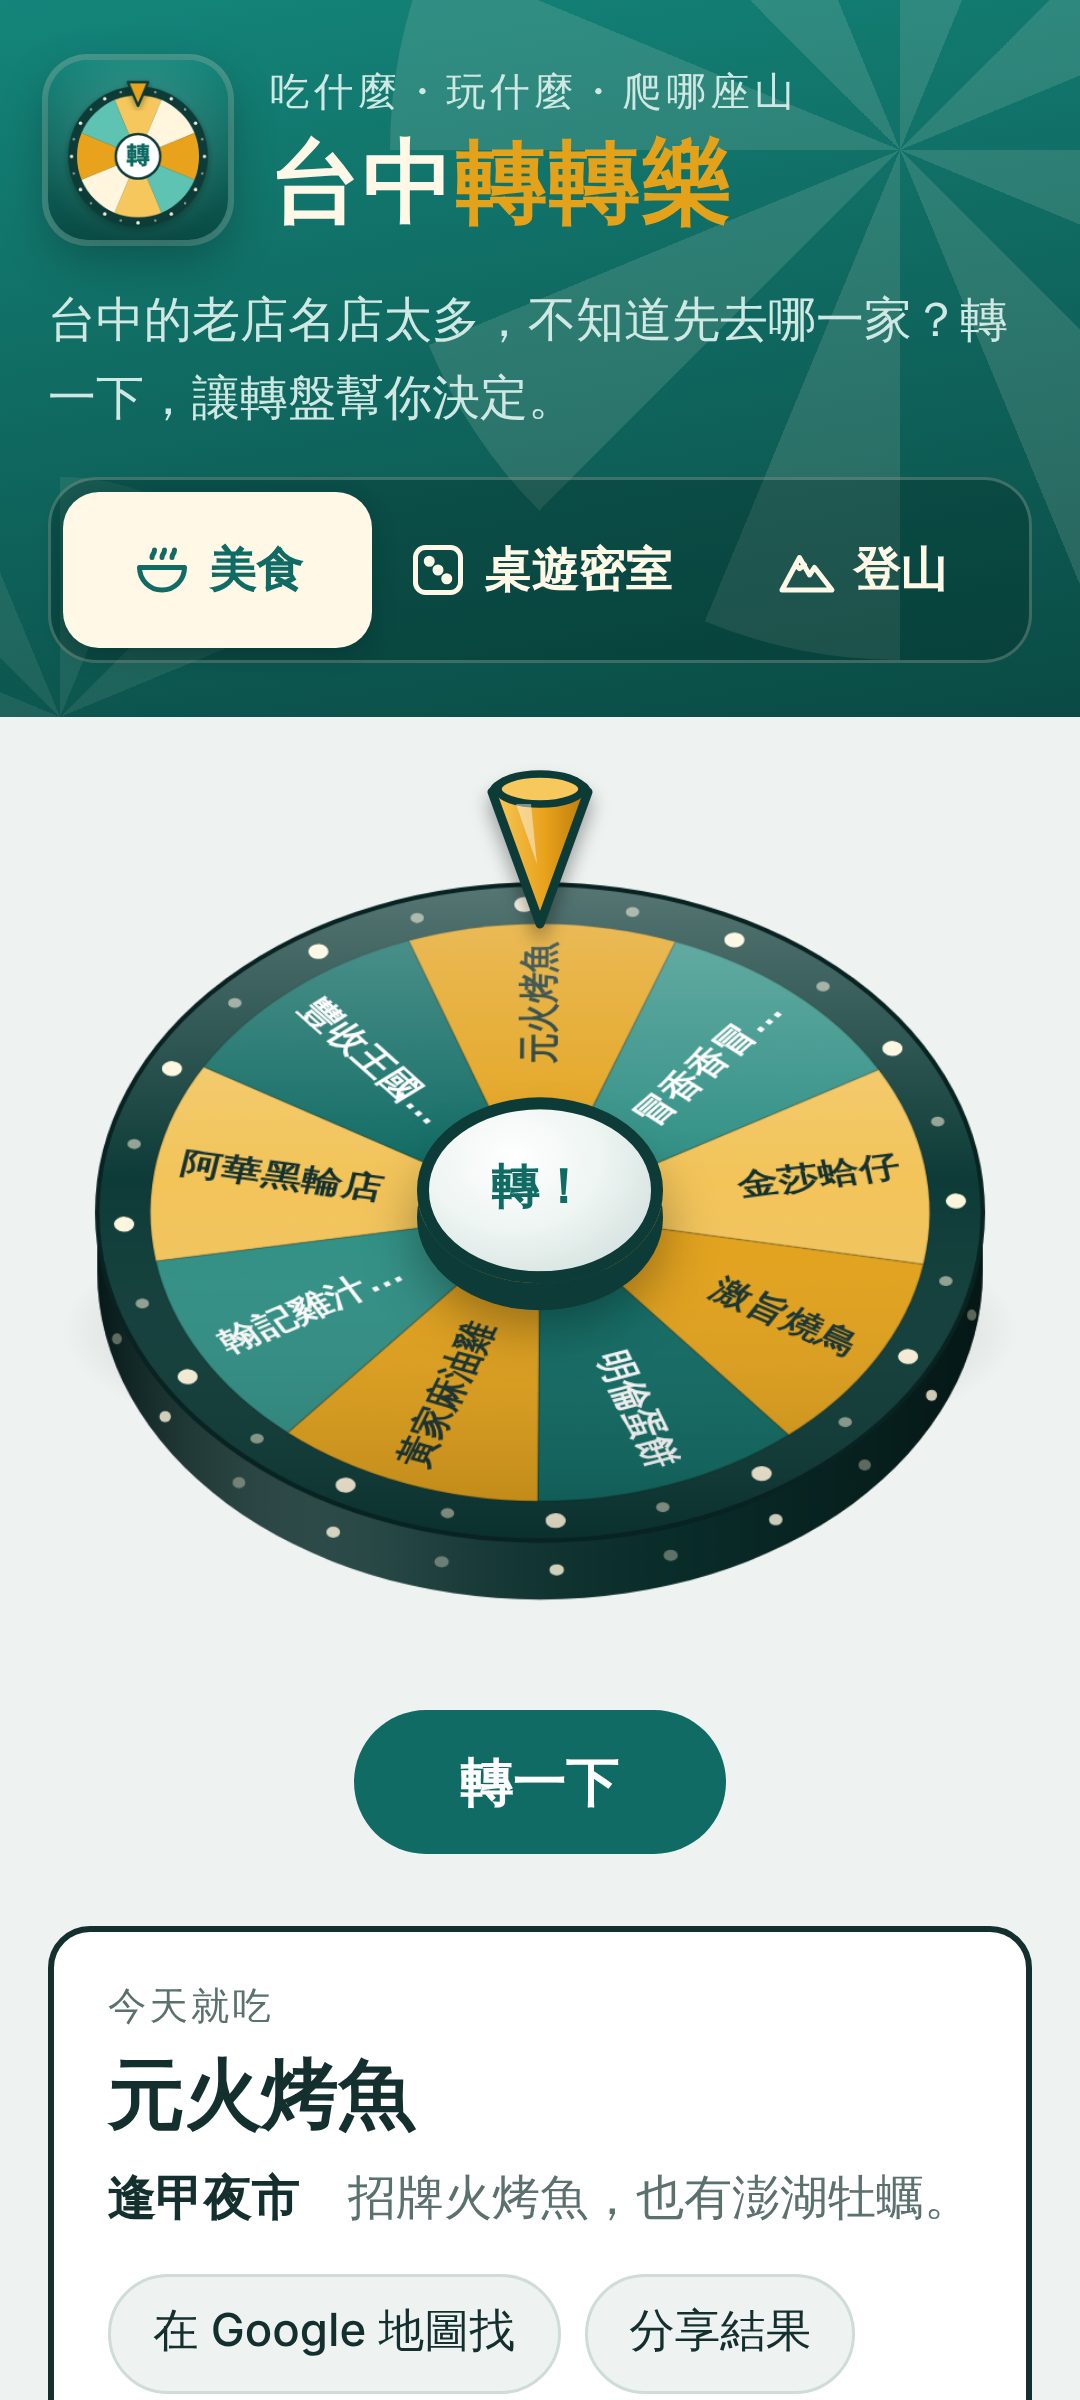 轉
吃什麼・玩什麼・爬哪座山
台中轉轉樂
台中的老店名店太多，不知道先去哪一家？轉
一下，讓轉盤幫你決定。
美食
桌遊密室
登山
元火烤魚
冒香香冒…
金莎蛤仔
激旨燒鳥
明倫蛋餅
黃家麻油雞
翰記雞汁…
阿華黑輪店
豐收王國…
轉！
轉一下
今天就吃
元火烤魚
逢甲夜市 招牌火烤魚，也有澎湖牡蠣。
在 Google 地圖找
分享結果